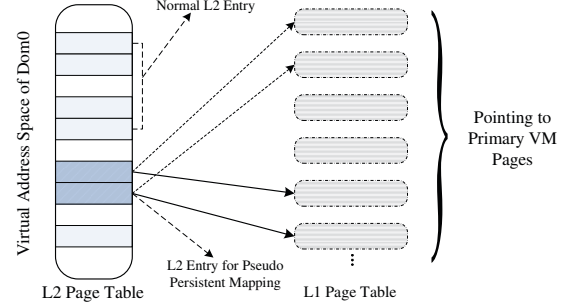 Normal L2 Entry
Virtual Address Space of Dom0
Pointing to
Primary VM
Pages
L2 Entry for Pseudo
Persistent Mapping
L2 Page Table
L1 Page Table